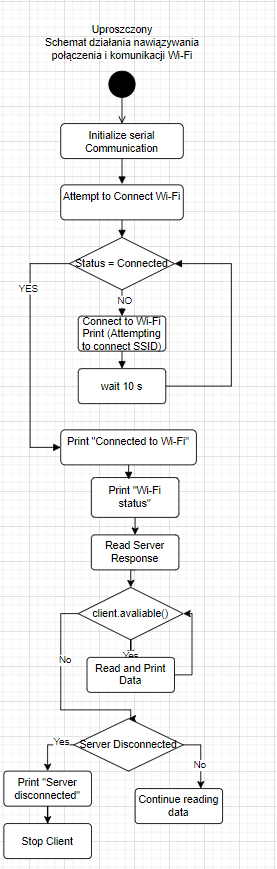 Uproszczony
Schemat działania nawiązywania
połączenia i komunikacji Wi-Fi
Initialize serial
Communication
Attempt to Connect Wi-Fi
Status = Connected
YES
NO
Connect to Wi-Fi
Print (Attempting
to connect SSID)
wait 10 s
Print "Connected to Wi-Fi"
Print "Wi-Fi
status"
Read Server
Response
client.avaliable()
Yes
No
Read and Print
Data
Server Disconnected
Yes
No
Print "Server
disconnected"
Continue reading
data
Stop Client